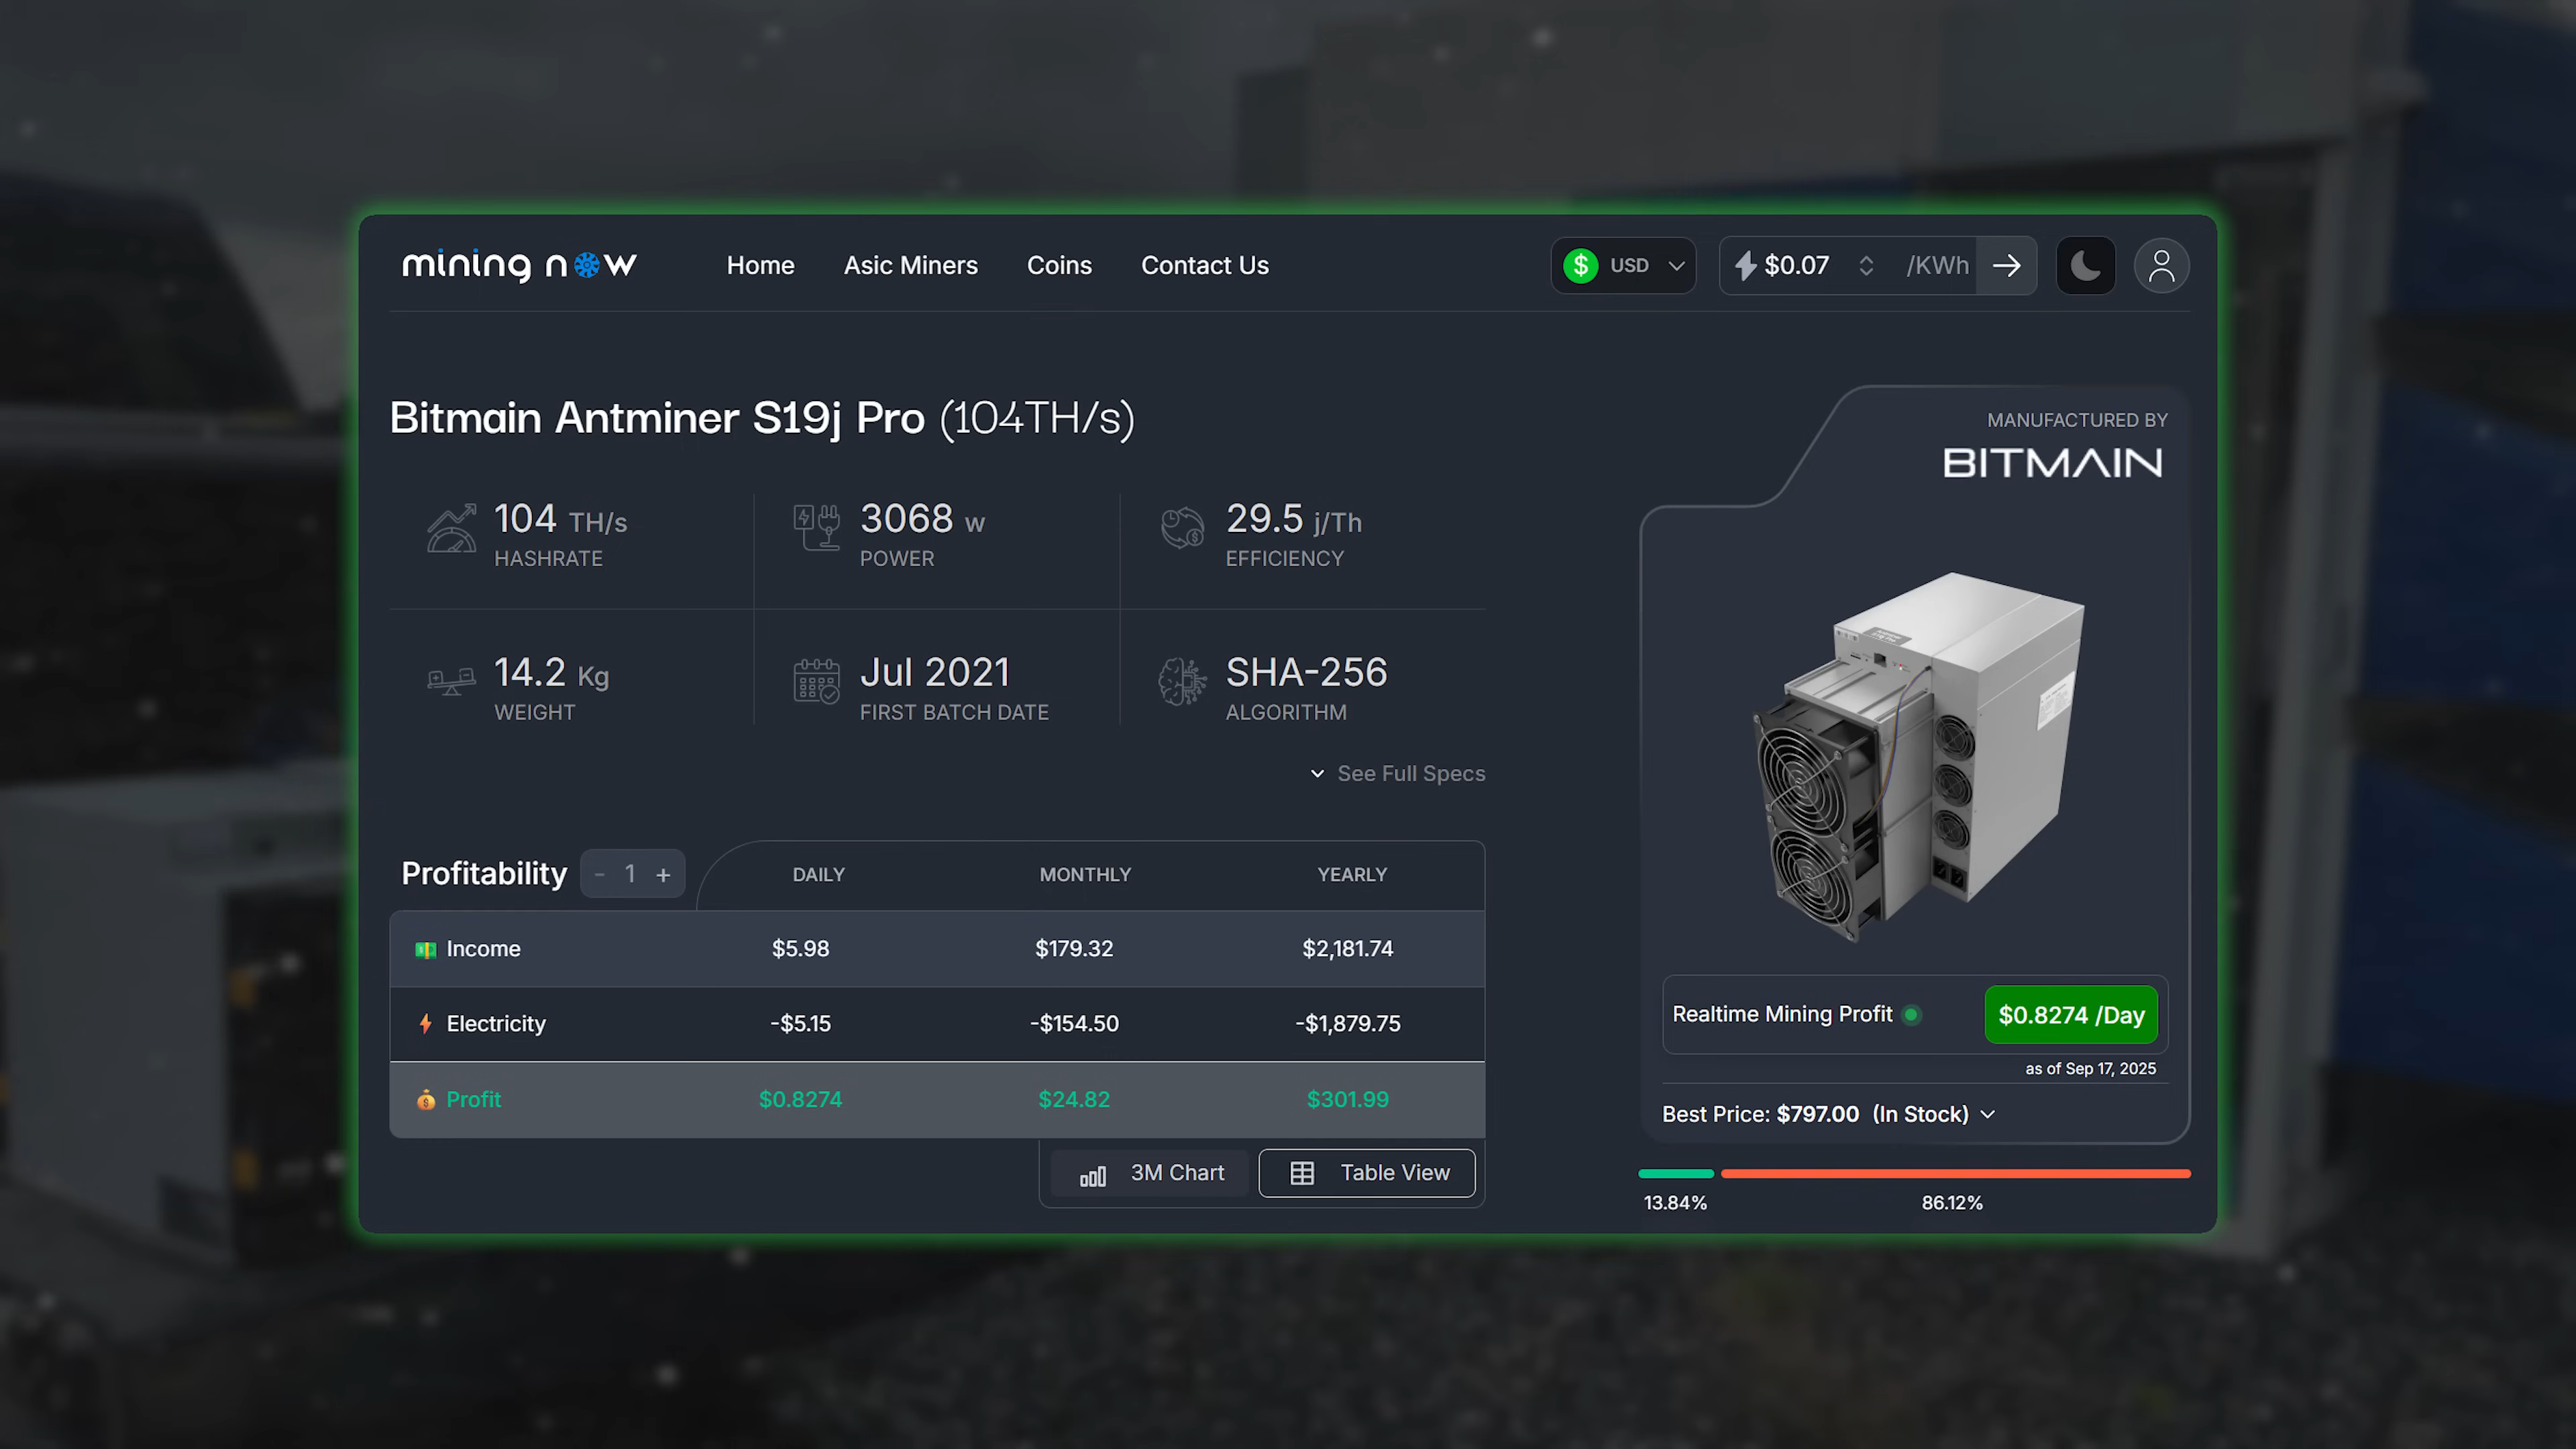 mining now Home Asic Miners Coins Contact Us $ USD $0.07 /KWh
Bitmain Antminer S19j Pro (104TH/s)
MANUFACTURED BY
BITMAIN
104 TH/s
HASHRATE
3068 w
POWER
29.5 j/Th
EFFICIENCY
14.2 Kg
WEIGHT
Jul 2021
FIRST BATCH DATE
SHA-256
ALGORITHM
See Full Specs
Profitability - 1 + DAILY MONTHLY YEARLY
Income $5.98 $179.32 $2,181.74
Electricity -$5.15 -$154.50 -$1,879.75
Profit $0.8274 $24.82 $301.99
3M Chart Table View
Realtime Mining Profit $0.8274 /Day
as of Sep 17, 2025
Best Price: $797.00 (In Stock)
13.84% 86.12%